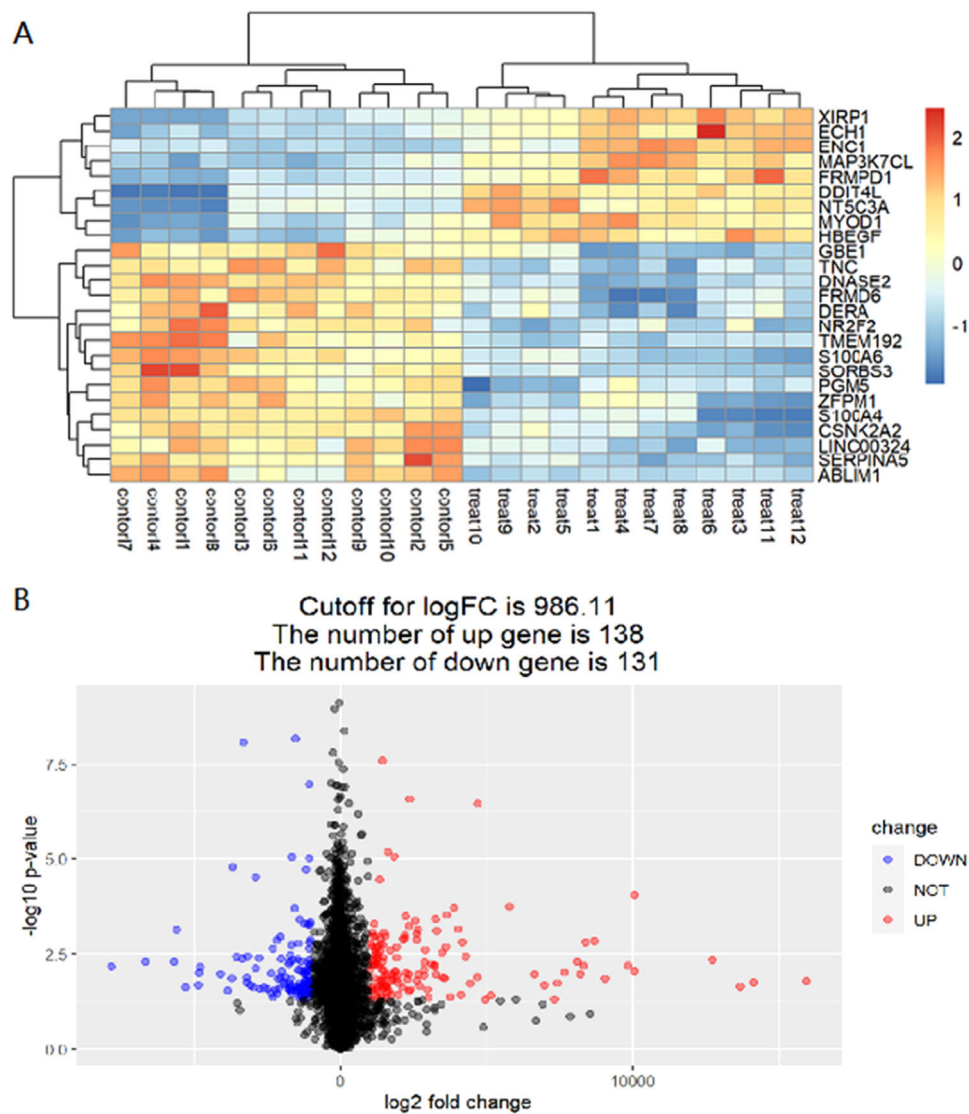 A
XIRP1
ECH1
ENC1
MAP3K7CL
FRMPD1
DDIT4L
NT5C3A
MYOD1
HBEGF
GBE1
TNC
DNASE2
FRMD6
DERA
NR2F2
TMEM192
S100A6
SORBS3
PGM5
ZFPM1
S100A4
CSNK2A2
LINC00324
SERPINA5
ABLIM1
2
1
0
-1
contorl7
contorl4
contorl1
contorl8
contorl3
contorl6
contorl11
contorl12
contorl9
contorl10
contorl2
contorl5
treat10
treat9
treat2
treat5
treat1
treat4
treat7
treat8
treat6
treat3
treat11
treat12
B
Cutoff for logFC is 986.11
The number of up gene is 138
The number of down gene is 131
7.5
5.0
2.5
0.0
-log10 p-value
0
10000
log2 fold change
change
DOWN
NOT
UP